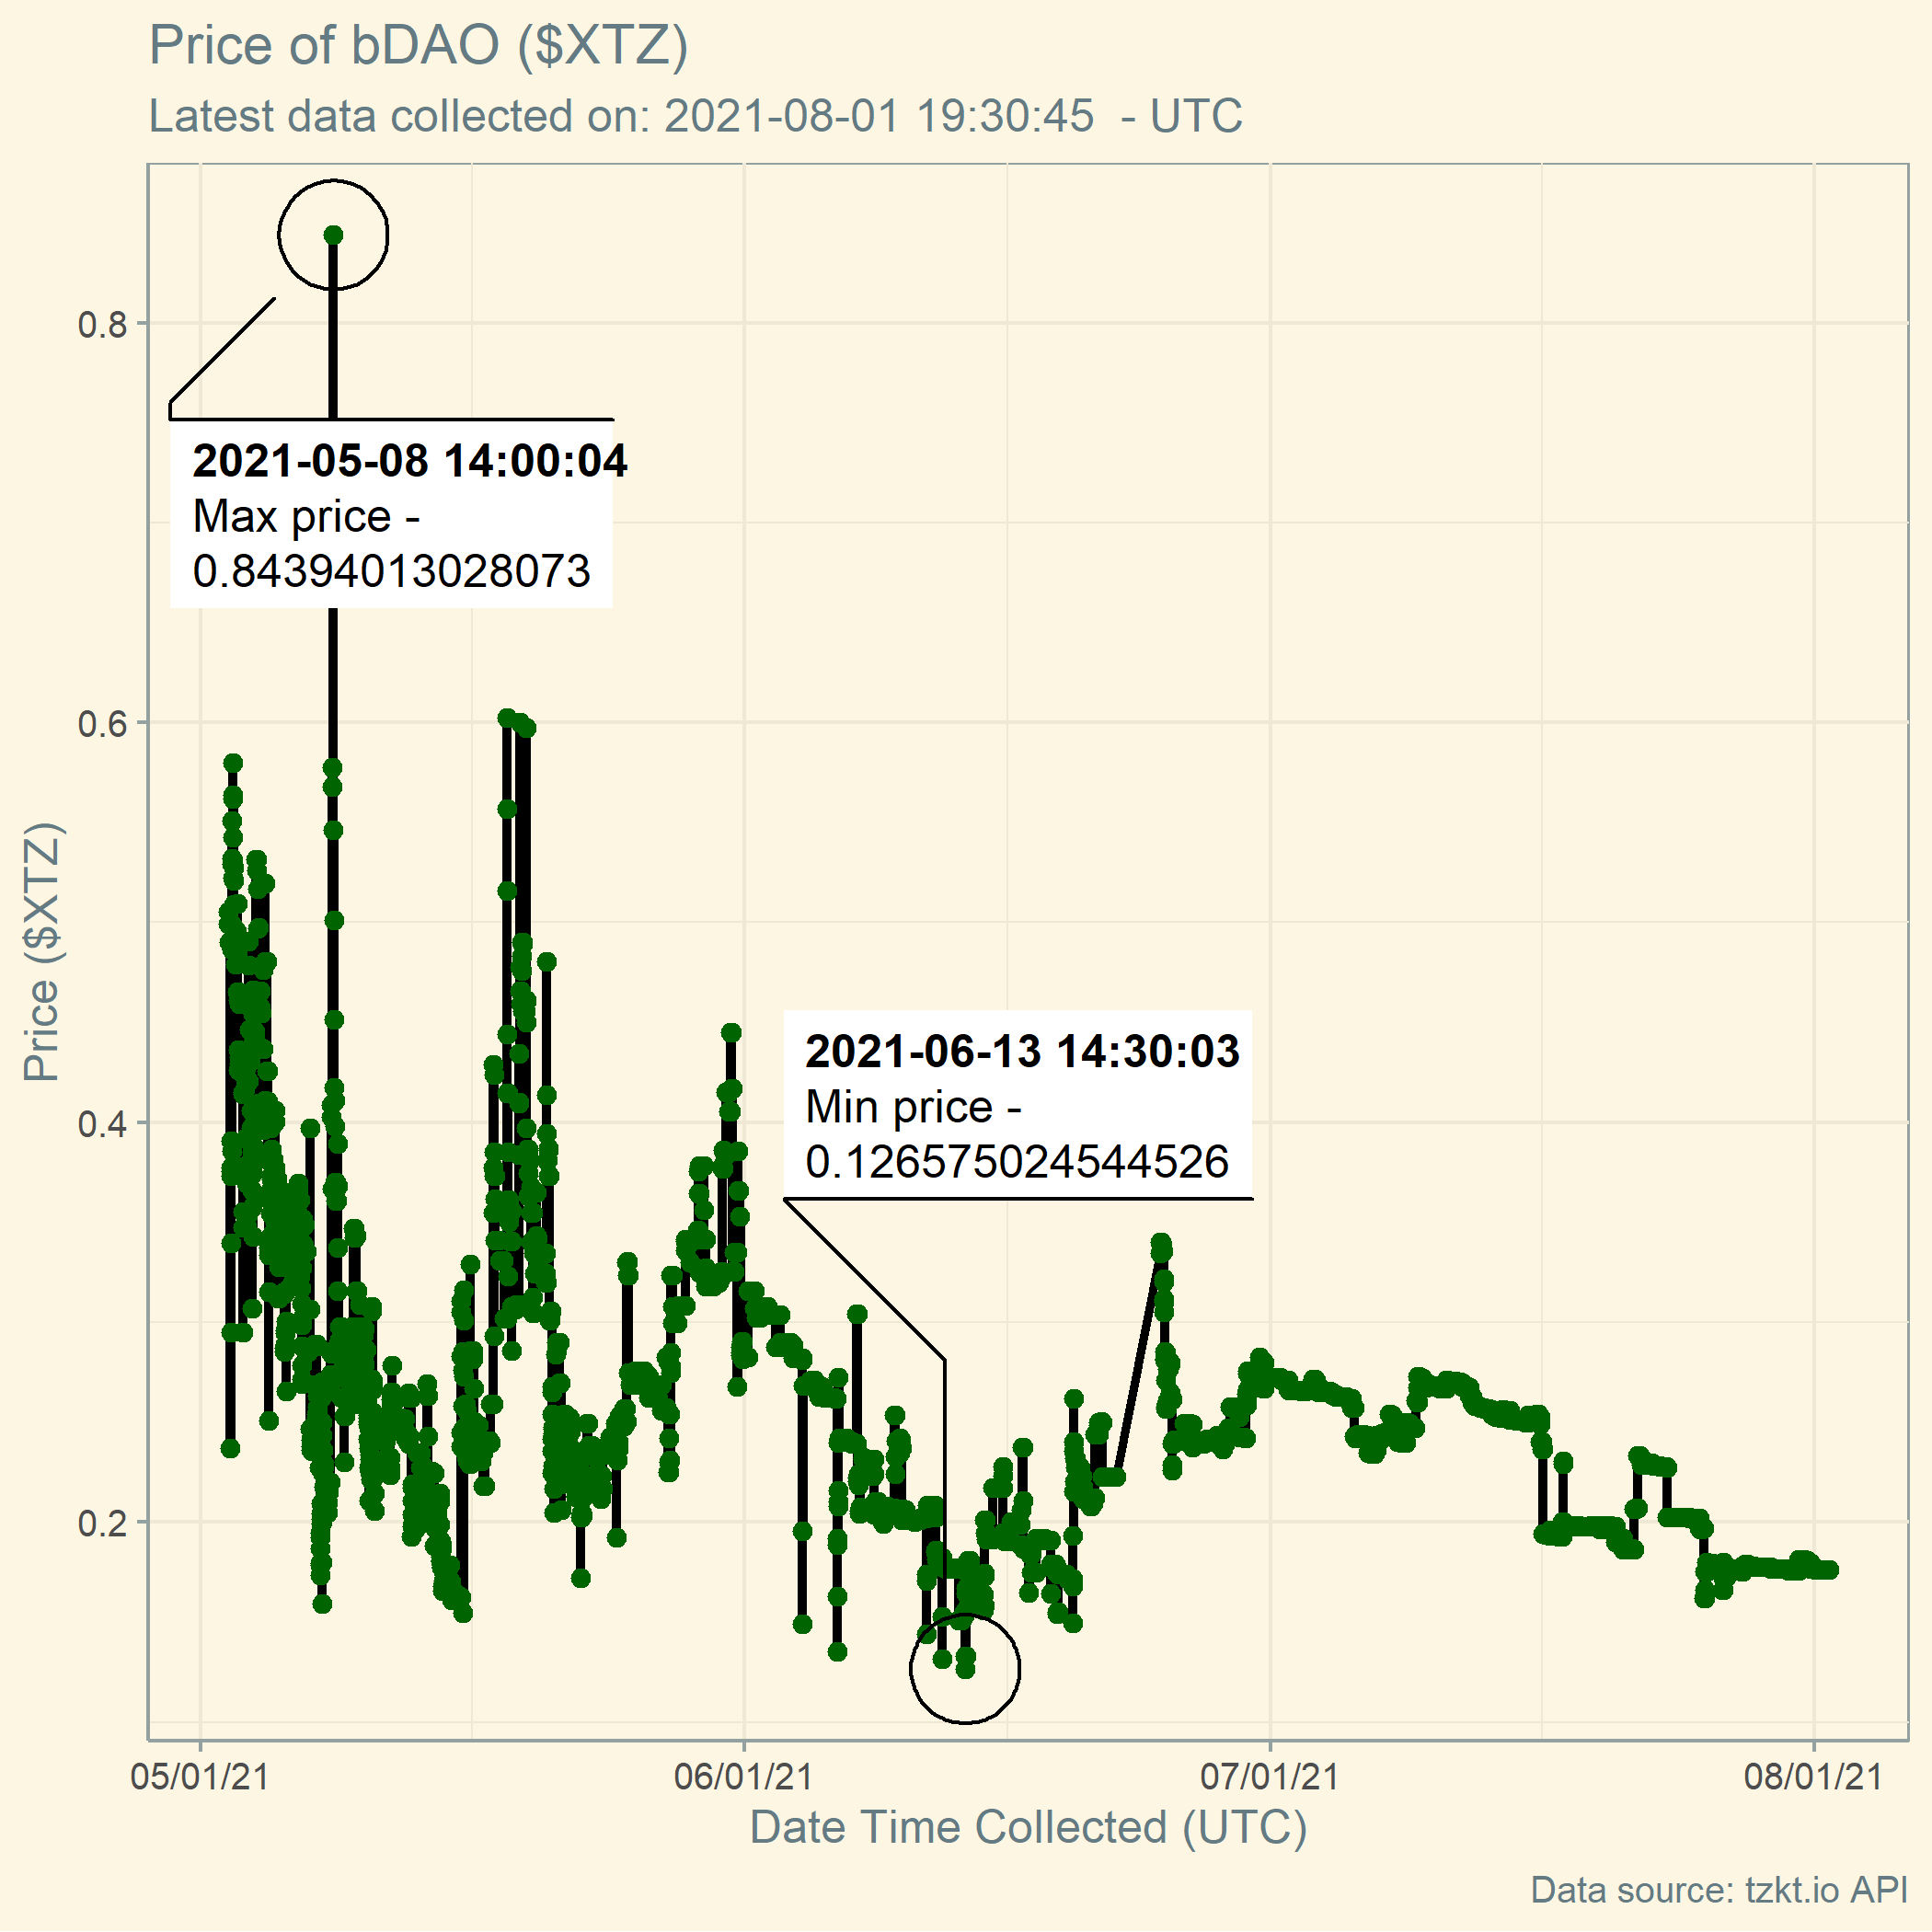 Price of bDAO ($XTZ)
Latest data collected on: 2021-08-01 19:30:45  - UTC
0.8
2021-05-08 14:00:04
Max price -
0.84394013028073
0.6
Price ($XTZ)
2021-06-13 14:30:03
Min price -
0.126575024544526
0.4
0.2
05/01/21
06/01/21
07/01/21
08/01/21
Date Time Collected (UTC)
Data source: tzkt.io API